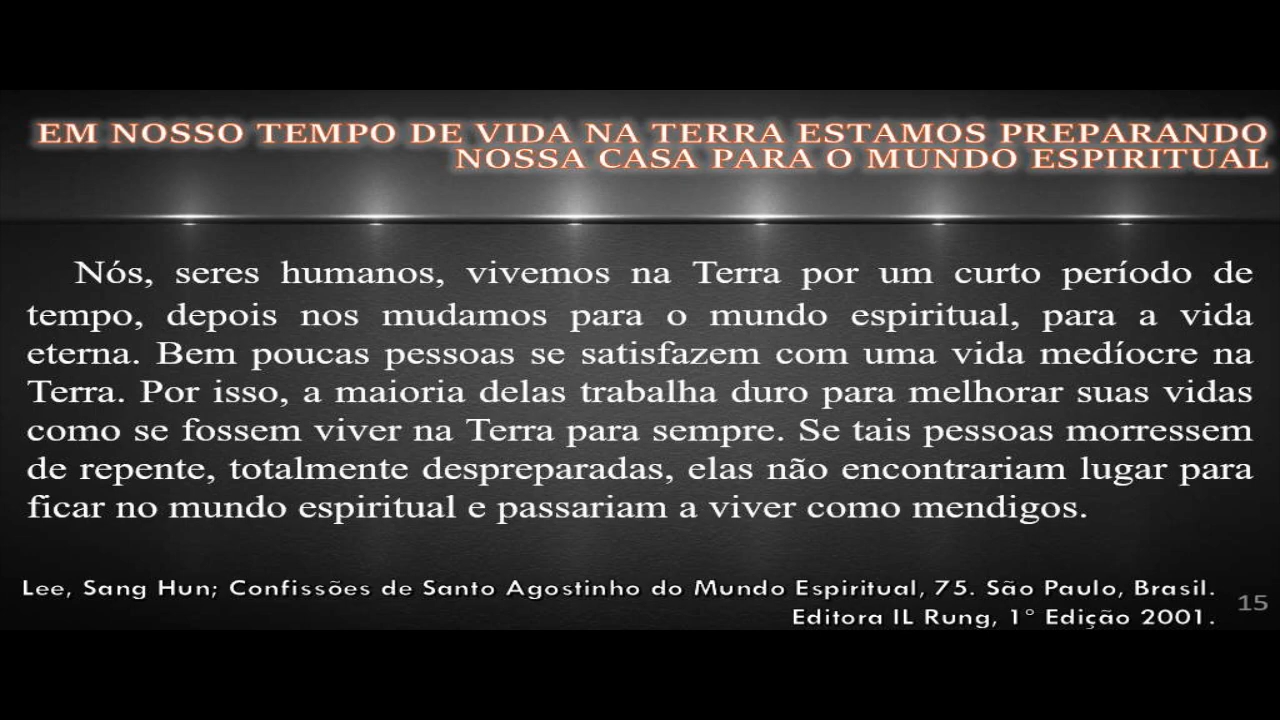 EM NOSSO TEMPO DE VIDA NA TERRA ESTAMOS PREPARANDO
NOSSA CASA PARA O MUNDO ESPIRITUAL
Nós, seres humanos, vivemos na Terra por um curto período de
tempo, depois nos mudamos para o mundo espiritual, para a vida
eterna. Bem poucas pessoas se satisfazem com uma vida medíocre na
Terra. Por isso, a maioria delas trabalha duro para melhorar suas vidas
como se fossem viver na Terra para sempre. Se tais pessoas morressem
de repente, totalmente despreparadas, elas não encontrariam lugar para
ficar no mundo espiritual e passariam a viver como mendigos.
Lee, Sang Hun; Confissões de Santo Agostinho do Mundo Espiritual, 75. São Paulo, Brasil.
Editora IL Rung, 1° Edição 2001.
15